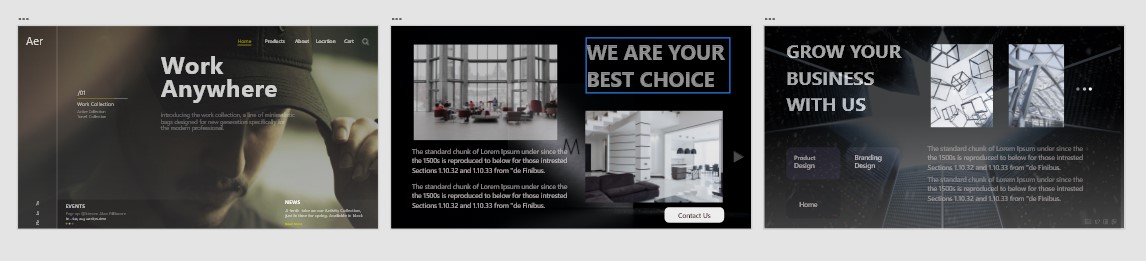 Aer
Home Products About Location Cart
Work
Anywhere
/01
Work Collection
Introducing the work collection, a line of minimalistic
bags designed for new generation specifically for
the modern professional.
EVENTS
NEWS
WE ARE YOUR
BEST CHOICE
The standard chunk of Lorem Ipsum under since the
the 1500s is reproduced to below for those intrested
Sections 1.10.32 and 1.10.33 from "de Finibus.
The standard chunk of Lorem Ipsum under since the
the 1500s is reproduced to below for those intrested
Sections 1.10.32 and 1.10.33 from "de Finibus.
Contact Us
GROW YOUR
BUSINESS
WITH US
Product
Design
Branding
Design
Home
The standard chunk of Lorem Ipsum under since the
the 1500s is reproduced to below for those intrested
Sections 1.10.32 and 1.10.33 from "de Finibus.
The standard chunk of Lorem Ipsum under since the
the 1500s is reproduced to below for those intrested
Sections 1.10.32 and 1.10.33 from "de Finibus.